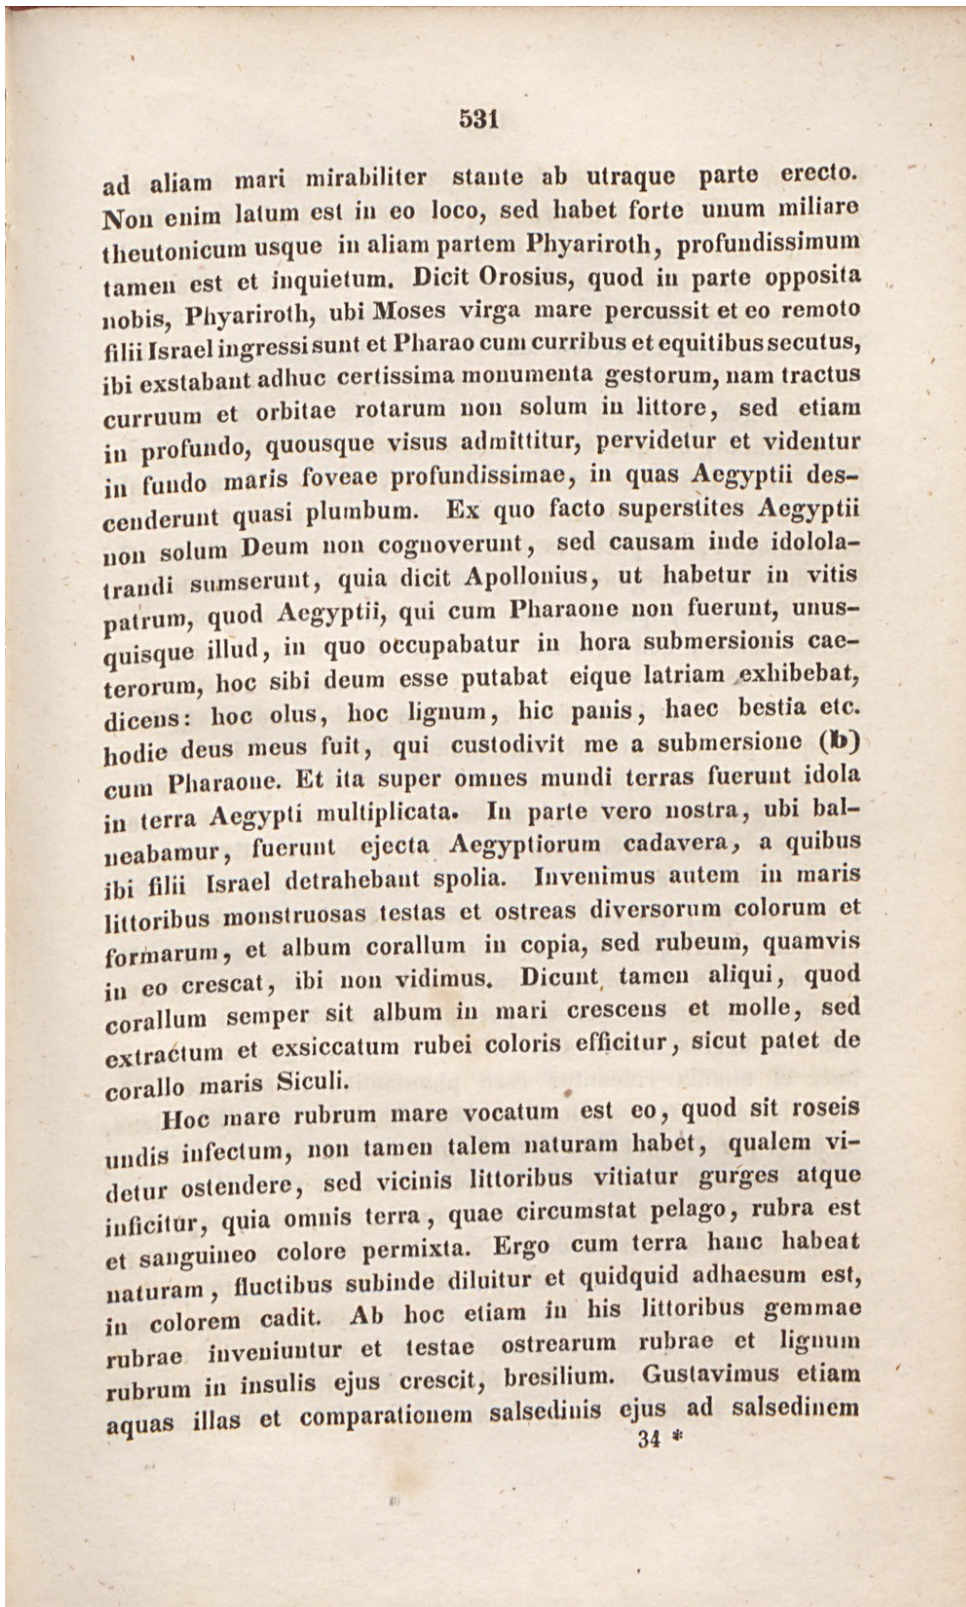 531
ad aliam mari mirabiliter stante ab utraque parte erecto.
Non enim latum est in eo loco, sed habet forte unum miliare
theutonicum usque in aliam partem Phyariroth, profundissimum
tamen est et inquietum. Dicit Orosius, quod in parte opposita
nobis, Phyariroth, ubi Moses virga mare percussit et eo remoto
filii Israel ingressi sunt et Pharao cum curribus et equitibus secutus,
ibi exstabant adhuc certissima monumenta gestorum, nam tractus
curruum et orbitae rotarum non solum in littore, sed etiam
in profundo, quousque visus admittitur, pervidetur et videntur
in fundo maris foveae profundissimae, in quas Aegyptii des-
cenderunt quasi plumbum. Ex quo facto superstites Aegyptii
non solum Deum non cognoverunt, sed causam inde idolola-
trandi sumserunt, quia dicit Apollonius, ut habetur in vitis
patrum, quod Aegyptii, qui cum Pharaone non fuerunt, unus-
quisque illud, in quo occupabatur in hora submersionis cae-
terorum, hoc sibi deum esse putabat eique latriam exhibebat,
dicens: hoc olus, hoc lignum, hic panis, haec bestia etc.
hodie deus meus fuit, qui custodivit me a submersione (b)
cum Pharaone. Et ita super omnes mundi terras fuerunt idola
in terra Aegypti multiplicata. In parte vero nostra, ubi bal-
neabamur, fuerunt ejecta Aegyptiorum cadavera, a quibus
ibi filii Israel detrahebant spolia. Invenimus autem in maris
littoribus monstruosas testas et ostreas diversorum colorum et
formarum, et album corallum in copia, sed rubeum, quamvis
in eo crescat, ibi non vidimus. Dicunt tamen aliqui, quod
corallum semper sit album in mari crescens et molle, sed
extractum et exsiccatum rubei coloris efficitur, sicut patet de
corallo maris Siculi.
Hoc mare rubrum mare vocatum est eo, quod sit roseis
undis infectum, non tamen talem naturam habet, qualem vi-
detur ostendere, sed vicinis littoribus vitiatur gurges atque
inficitur, quia omnis terra, quae circumstat pelago, rubra est
et sanguineo colore permixta. Ergo cum terra hanc habeat
naturam, fluctibus subinde diluitur et quidquid adhaesum est,
in colorem cadit. Ab hoc etiam in his littoribus gemmae
rubrae inveniuntur et testae ostrearum rubrae et lignum
rubrum in insulis ejus crescit, bresilium. Gustavimus etiam
aquas illas et comparationem salsedinis ejus ad salsedinem
34 *